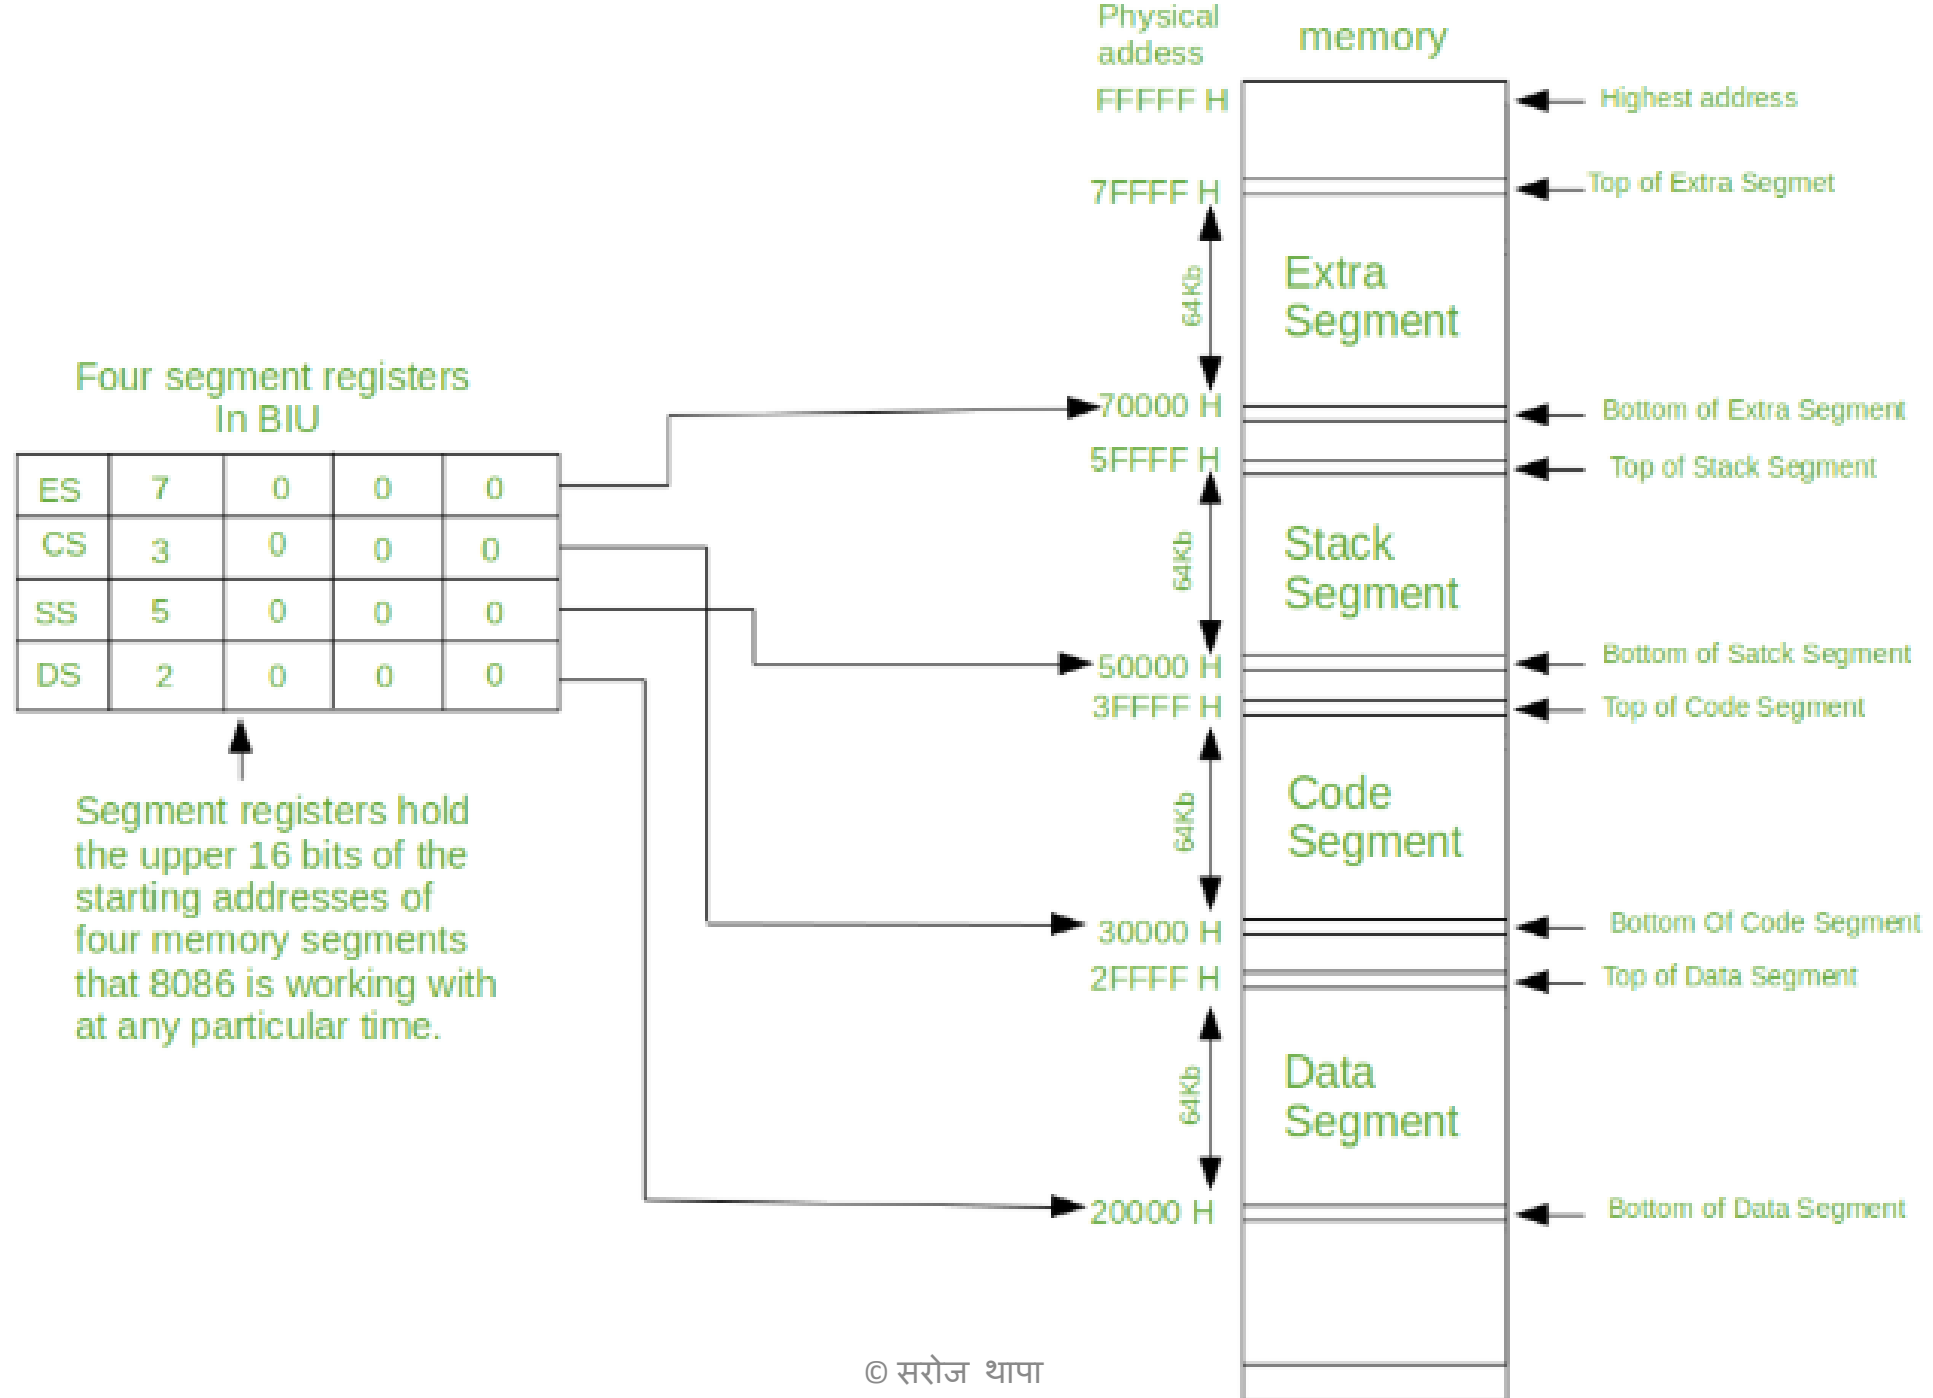 Physical
addess
memory
FFFFF H
Highest address
7FFFF H
Top of Extra Segmet
64Kb
Extra
Segment
70000 H
Bottom of Extra Segment
5FFFF H
Top of Stack Segment
64Kb
Stack
Segment
50000 H
Bottom of Satck Segment
3FFFF H
Top of Code Segment
64Kb
Code
Segment
30000 H
Bottom Of Code Segment
2FFFF H
Top of Data Segment
64Kb
Data
Segment
20000 H
Bottom of Data Segment
Four segment registers
In BIU
ES 7 0 0 0
CS 3 0 0 0
SS 5 0 0 0
DS 2 0 0 0
Segment registers hold
the upper 16 bits of the
starting addresses of
four memory segments
that 8086 is working with
at any particular time.
© सरोज थापा